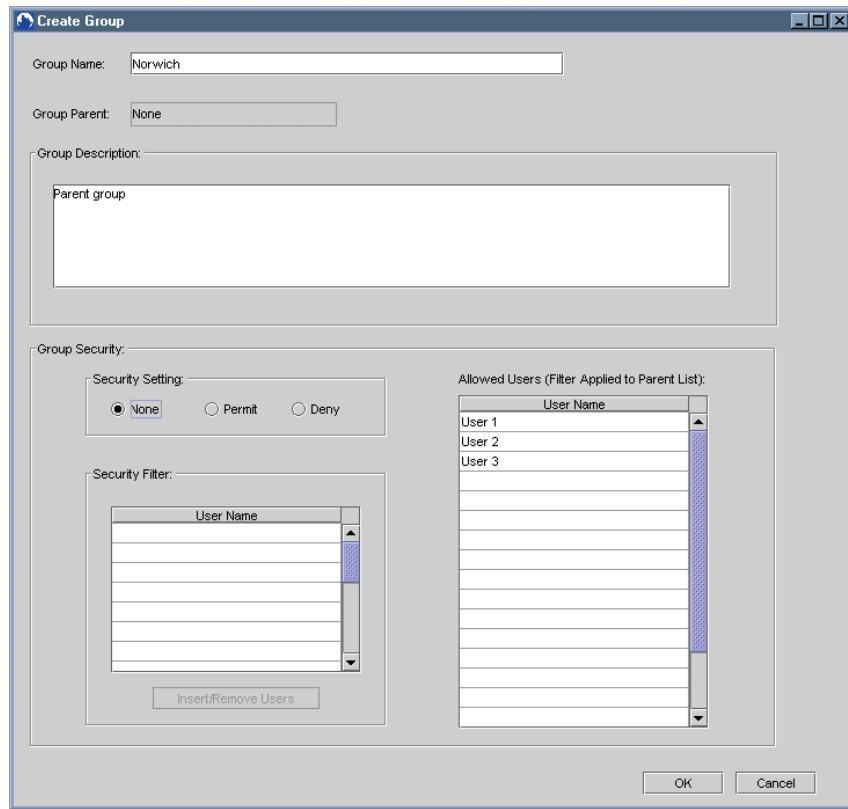 Create Group
Group Name: Norwich
Group Parent: None
Group Description:
Parent group
Group Security:
Security Setting:
None Permit Deny
Security Filter:
User Name
Insert/Remove Users
Allowed Users (Filter Applied to Parent List):
User Name
User 1
User 2
User 3
OK Cancel